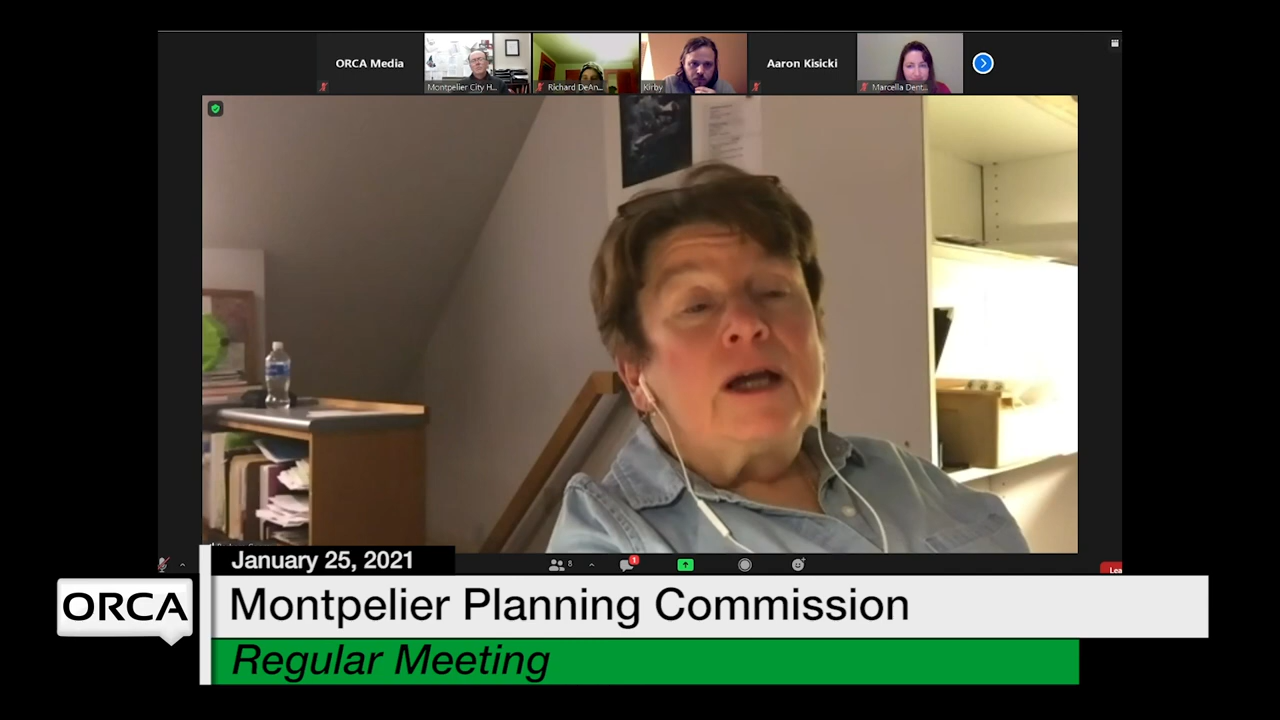 ORCA Media
Montpelier City H...
Richard DeAn...
Kirby
Aaron Kisicki
Marcella Dent...
8
1
Lea
January 25, 2021
ORCA
Montpelier Planning Commission
Regular Meeting